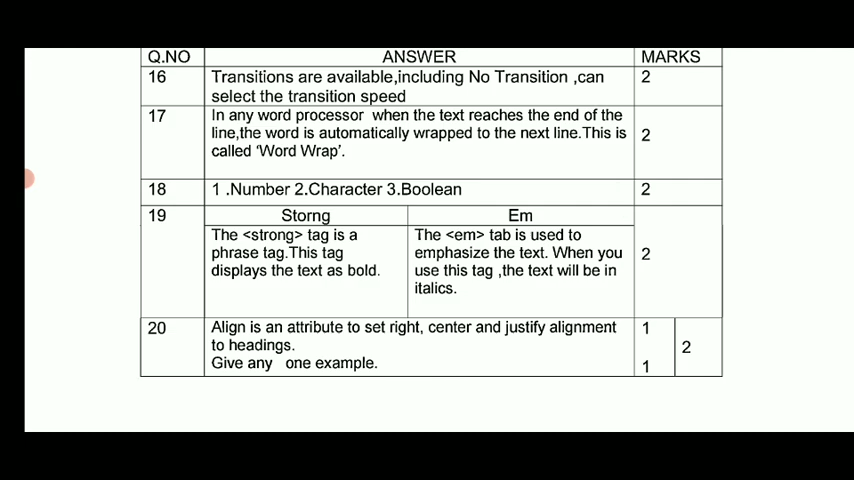 Q.NO ANSWER MARKS
16 Transitions are available,including No Transition ,can 2
select the transition speed
17 In any word processor when the text reaches the end of the
line,the word is automatically wrapped to the next line.This is 2
called ‘Word Wrap’.
18 1 .Number 2.Character 3.Boolean 2
19 Storng Em
The <strong> tag is a The <em> tab is used to
phrase tag.This tag emphasize the text. When you 2
displays the text as bold. use this tag ,the text will be in
italics.
20 Align is an attribute to set right, center and justify alignment 1
to headings. 2
Give any one example. 1